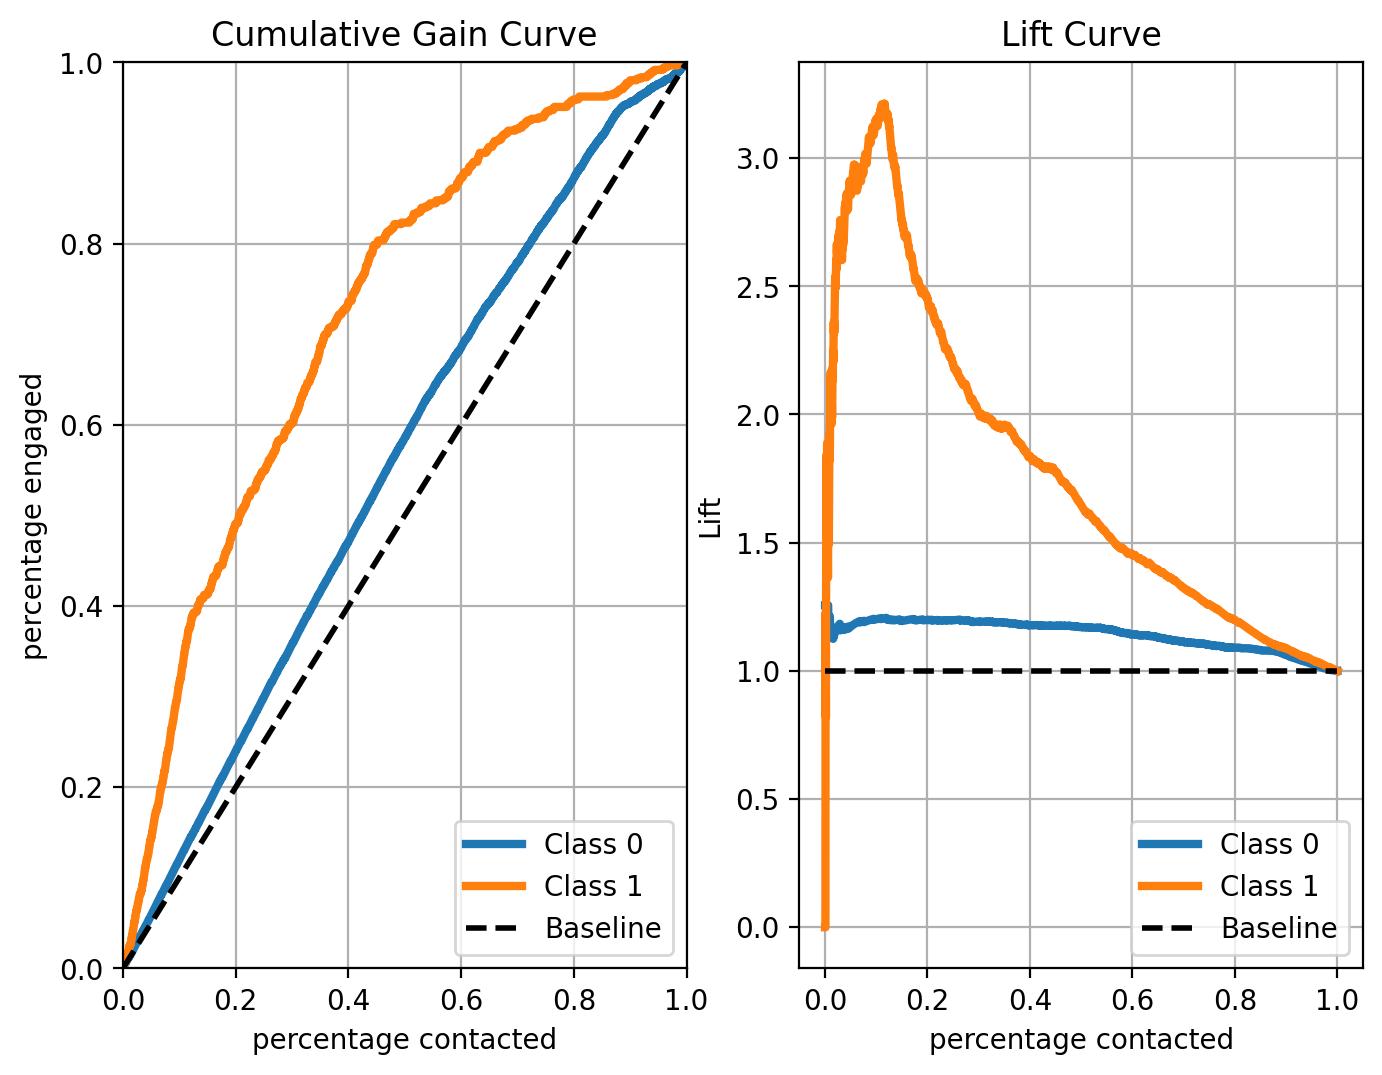 Cumulative Gain Curve
1.0
0.8
0.6
0.4
0.2
0.0
percentage engaged
0.0 0.2 0.4 0.6 0.8 1.0
percentage contacted
Class 0
Class 1
Baseline
Lift Curve
3.0
2.5
2.0
1.5
1.0
0.5
0.0
Lift
0.0 0.2 0.4 0.6 0.8 1.0
percentage contacted
Class 0
Class 1
Baseline